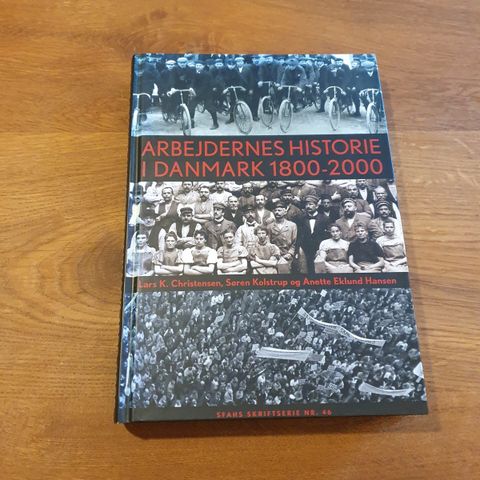 ARBEJDERNES HISTORIE
I DANMARK 1800-2000
Lars K. Christensen, Søren Kolstrup og Anette Eklund Hansen
SFAHS SKRIFTSERIE NR. 46